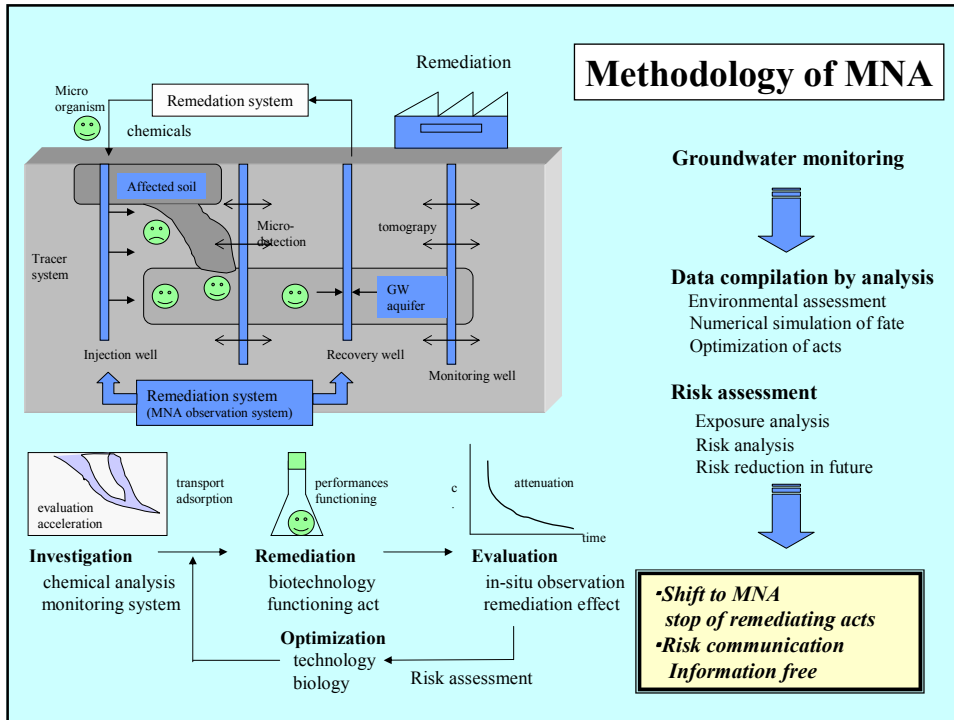 Methodology of MNA
Remediation
Micro
organism
Remedation system
chemicals
Affected soil
Micro-
detection
tomograpy
Tracer
system
GW
aquifer
Injection well
Recovery well
Monitoring well
Remediation system
(MNA observation system)
evaluation
acceleration
transport
adsorption
performances
functioning
c
.
attenuation
time
Investigation
chemical analysis
monitoring system
Remediation
biotechnology
functioning act
Evaluation
in-situ observation
remediation effect
Optimization
technology
biology
Risk assessment
Groundwater monitoring
Data compilation by analysis
Environmental assessment
Numerical simulation of fate
Optimization of acts
Risk assessment
Exposure analysis
Risk analysis
Risk reduction in future
・Shift to MNA
stop of remediating acts
・Risk communication
Information free